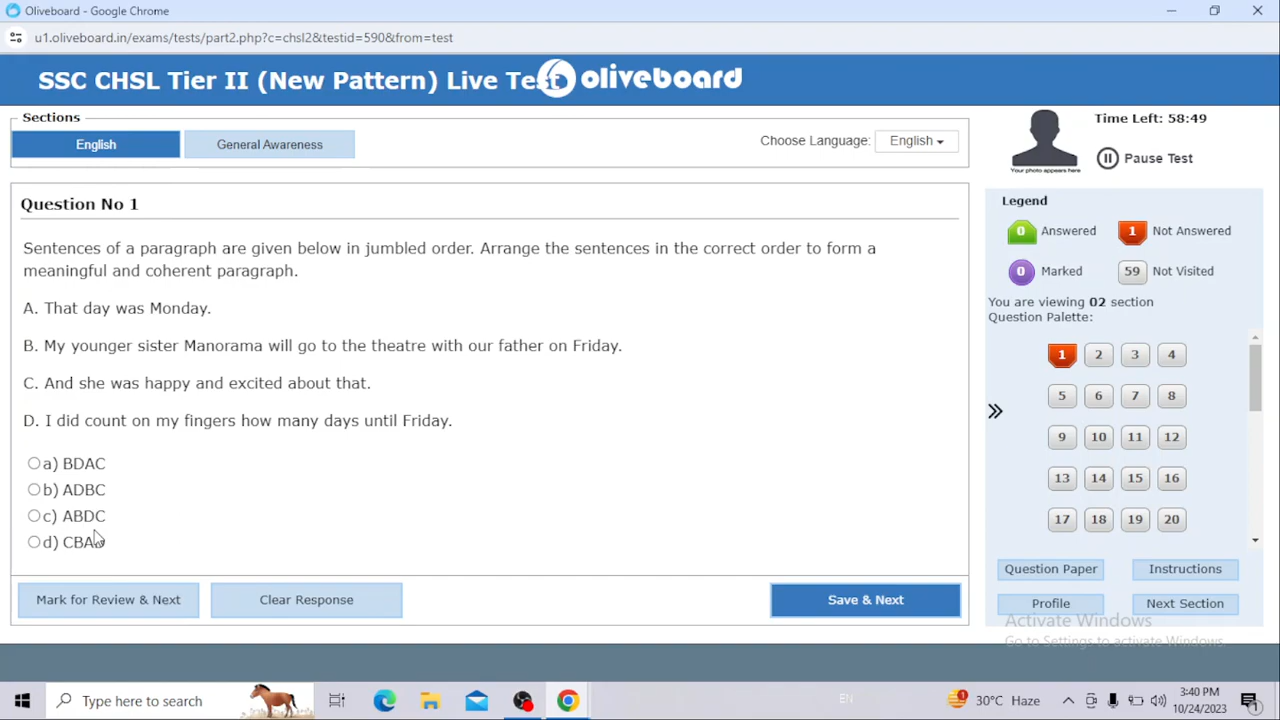 Oliveboard - Google Chrome
u1.oliveboard.in/exams/tests/part2.php?c=chsl2&testid=590&from=test
SSC CHSL Tier II (New Pattern) Live Test oliveboard
Sections
English General Awareness
Choose Language: English
Question No 1
Sentences of a paragraph are given below in jumbled order. Arrange the sentences in the correct order to form a
meaningful and coherent paragraph.
A. That day was Monday.
B. My younger sister Manorama will go to the theatre with our father on Friday.
C. And she was happy and excited about that.
D. I did count on my fingers how many days until Friday.
a) BDAC
b) ADBC
c) ABDC
d) CBA
Mark for Review & Next Clear Response Save & Next
Your photo appears here
Time Left: 58:49
Pause Test
Legend
0 Answered 1 Not Answered
0 Marked 59 Not Visited
You are viewing 02 section
Question Palette:
1 2 3 4
5 6 7 8
9 10 11 12
13 14 15 16
17 18 19 20
Question Paper Instructions
Profile Next Section
Activate Windows
Go to Settings to activate Windows.
Type here to search
EN
1
30°C Haze
3:40 PM
10/24/2023
1